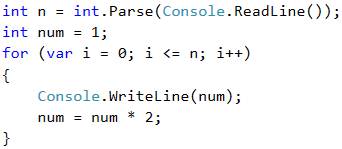 int n = int.Parse(Console.ReadLine());
int num = 1;
for (var i = 0; i <= n; i++)
{
    Console.WriteLine(num);
    num = num * 2;
}